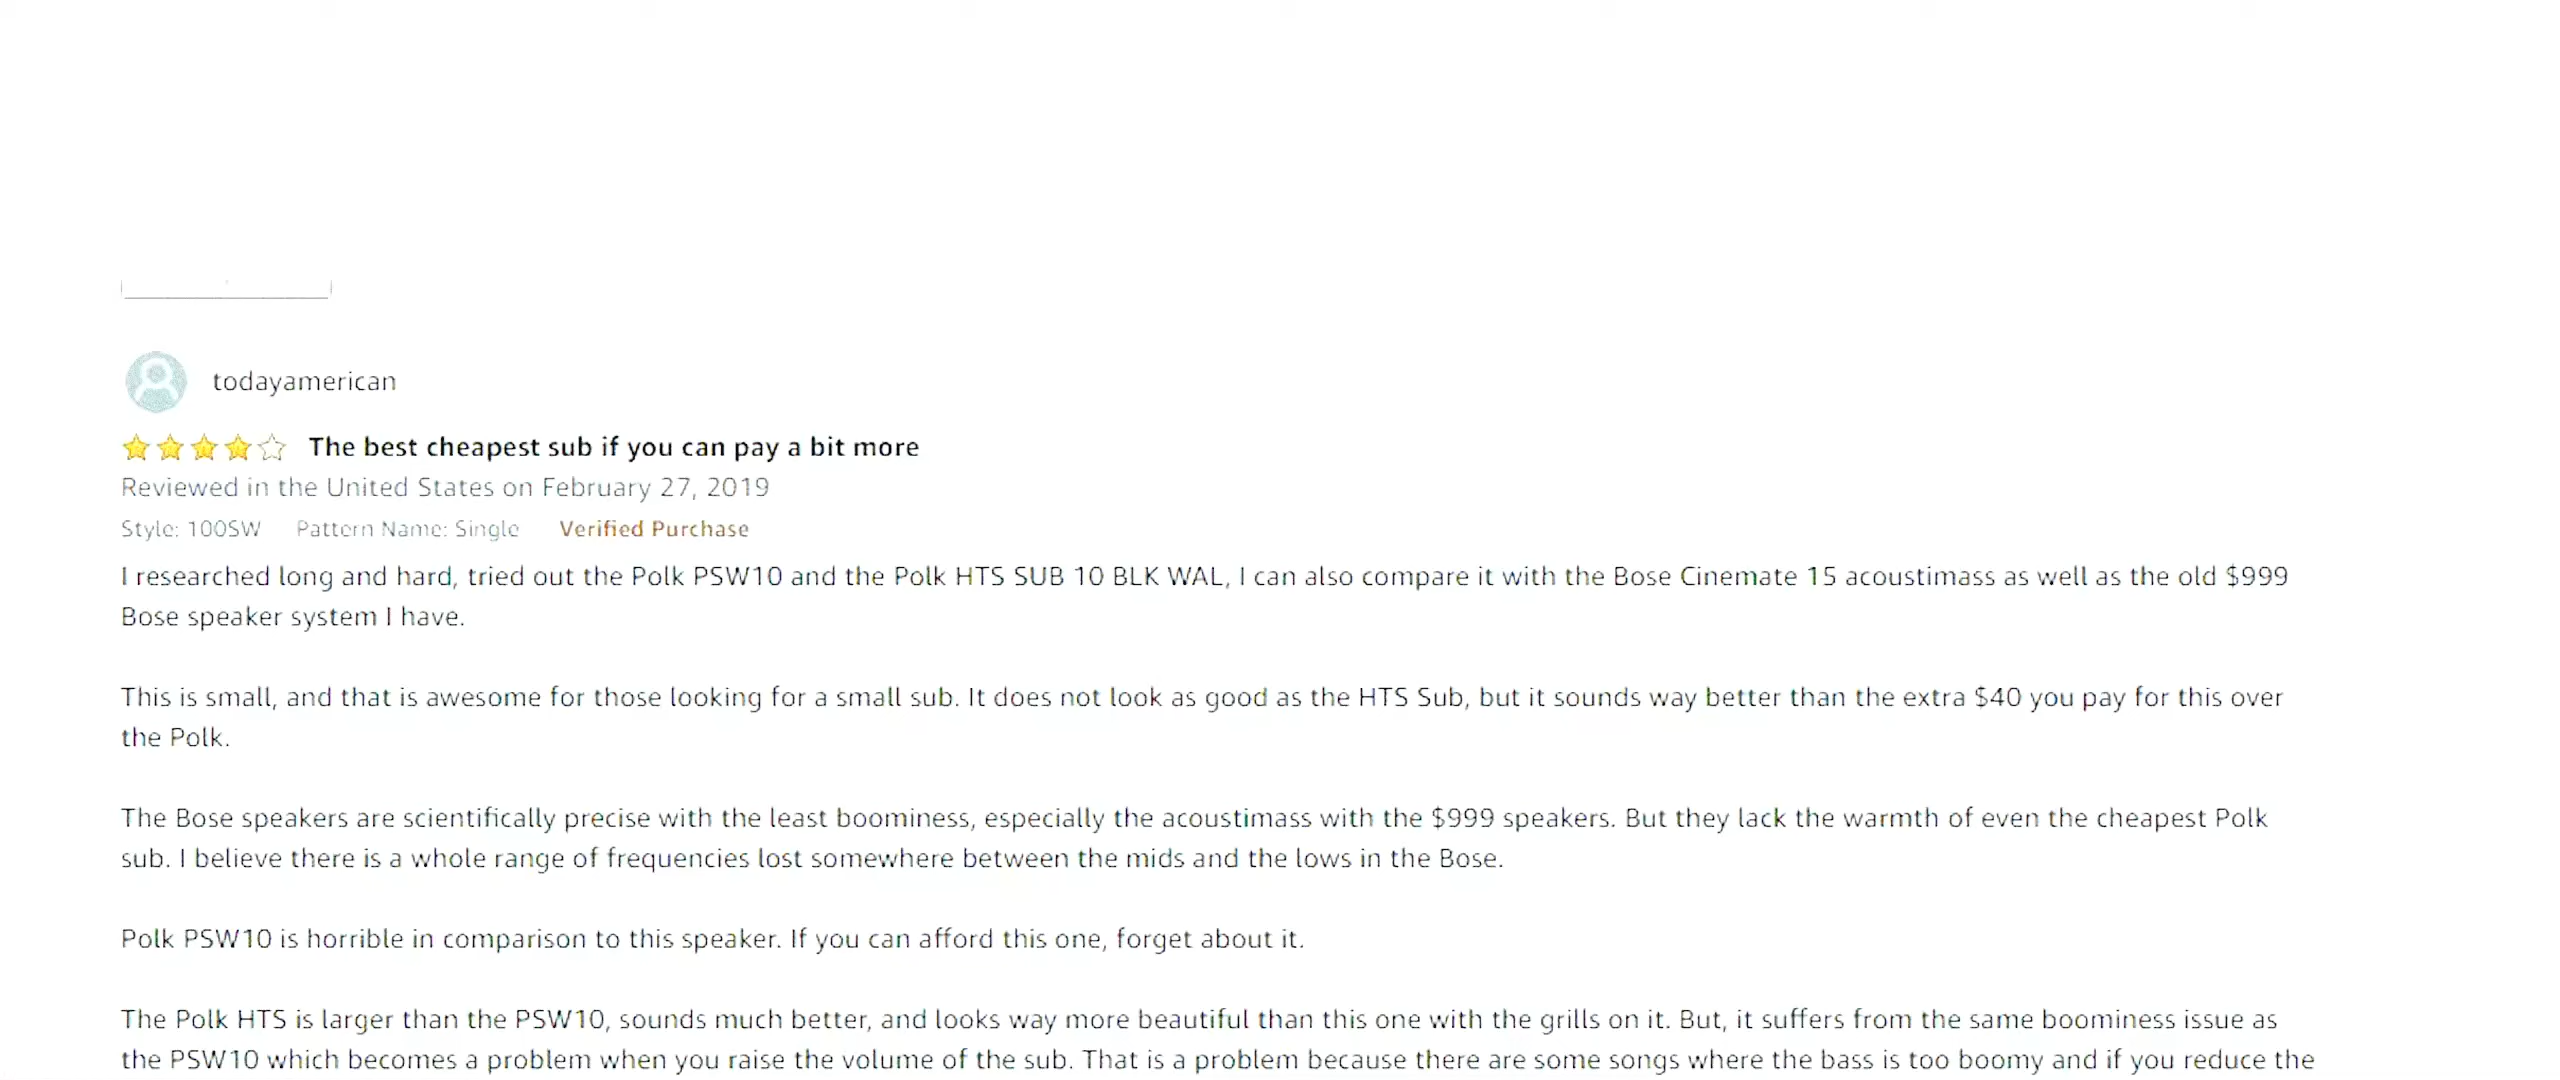 todayamerican
The best cheapest sub if you can pay a bit more
Reviewed in the United States on February 27, 2019
Style: 100SW Pattern Name: Single Verified Purchase
I researched long and hard, tried out the Polk PSW10 and the Polk HTS SUB 10 BLK WAL, I can also compare it with the Bose Cinemate 15 acoustimass as well as the old $999
Bose speaker system I have.
This is small, and that is awesome for those looking for a small sub. It does not look as good as the HTS Sub, but it sounds way better than the extra $40 you pay for this over
the Polk.
The Bose speakers are scientifically precise with the least boominess, especially the acoustimass with the $999 speakers. But they lack the warmth of even the cheapest Polk
sub. I believe there is a whole range of frequencies lost somewhere between the mids and the lows in the Bose.
Polk PSW10 is horrible in comparison to this speaker. If you can afford this one, forget about it.
The Polk HTS is larger than the PSW10, sounds much better, and looks way more beautiful than this one with the grills on it. But, it suffers from the same boominess issue as
the PSW10 which becomes a problem when you raise the volume of the sub. That is a problem because there are some songs where the bass is too boomy and if you reduce the